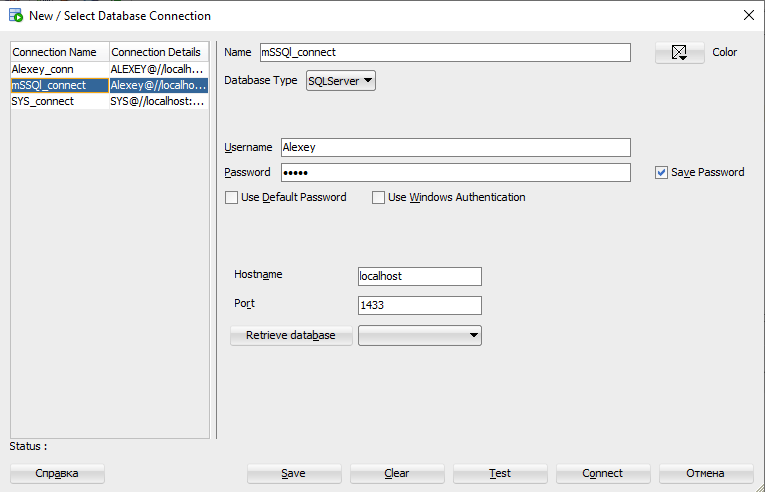 New / Select Database Connection
Connection Name Connection Details
Alexey_conn ALEXEY@//localh...
mSSQl_connect Alexey@//localho...
SYS_connect SYS@//localhost:...
Name mSSQl_connect Color
Database Type SQLServer
Username Alexey
Password ••••• Save Password
Use Default Password Use Windows Authentication
Hostname localhost
Port 1433
Retrieve database
Status :
Справка Save Clear Test Connect Отмена